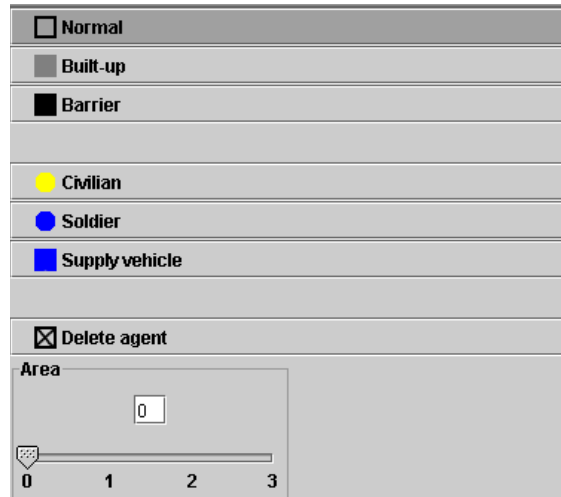 Normal
Built-up
Barrier
Civilian
Soldier
Supply vehicle
Delete agent
Area
0
0 1 2 3